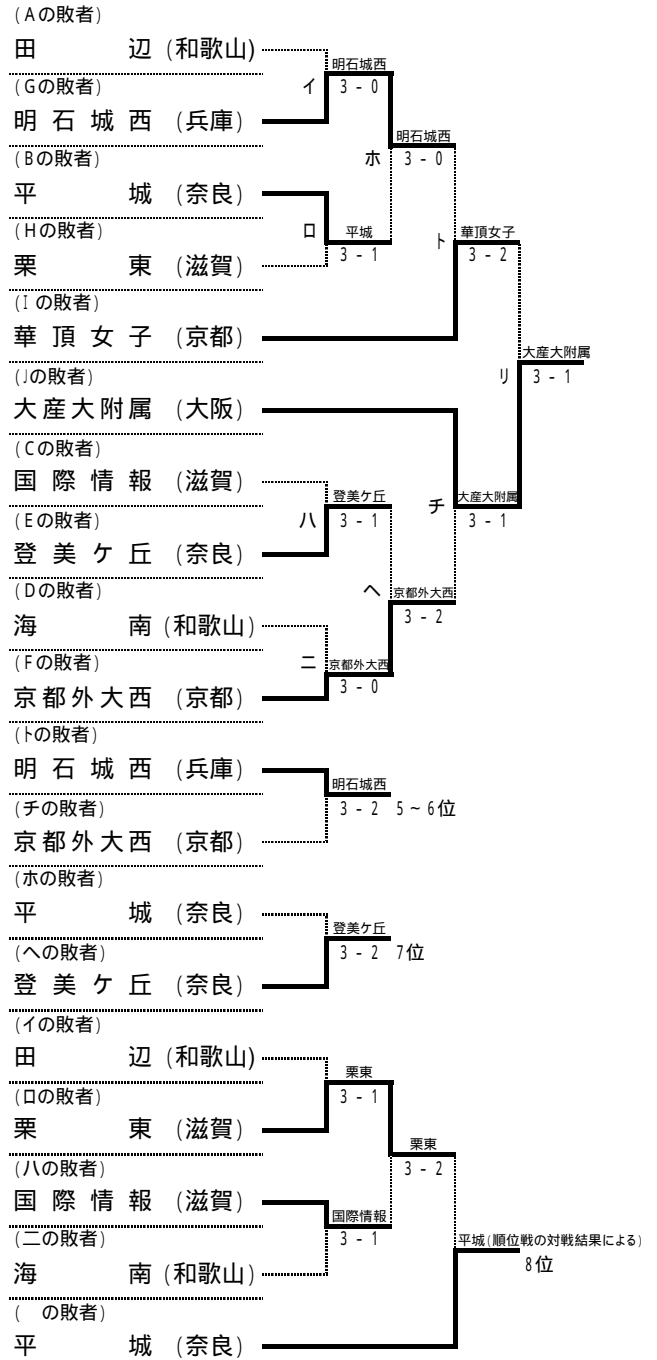 (Aの敗者)
田 辺 (和歌山)
明石城西
(Gの敗者)
イ 3 - 0
明 石 城 西 (兵庫)
明石城西
(Bの敗者)
ホ 3 - 0
平 城 (奈良)
(Hの敗者)
ロ 平城 ト 華頂女子
3 - 1 3 - 2
栗 東 (滋賀)
(Iの敗者)
華 頂 女 子 (京都)
大産大附属
(Jの敗者)
リ 3 - 1
大産大附属 (大阪)
(Cの敗者)
国 際 情 報 (滋賀)
登美ケ丘 チ 大産大附属
(Eの敗者)
ハ 3 - 1 3 - 1
登 美 ケ 丘 (奈良)
(Dの敗者)
ヘ 京都外大西
3 - 2
海 南 (和歌山)
(Fの敗者)
ニ 京都外大西
3 - 0
京都外大西 (京都)
(トの敗者)
明 石 城 西 (兵庫)
明石城西
(チの敗者)
3 - 2 5~6位
京都外大西 (京都)
(ホの敗者)
平 城 (奈良)
登美ケ丘
(ヘの敗者)
3 - 2 7位
登 美 ケ 丘 (奈良)
(イの敗者)
田 辺 (和歌山)
栗東
(ロの敗者)
3 - 1
栗 東 (滋賀)
栗東
(ハの敗者)
3 - 2
国 際 情 報 (滋賀)
国際情報
(ニの敗者)
3 - 1
平城(順位戦の対戦結果による)
8位
海 南 (和歌山)
( の敗者)
平 城 (奈良)